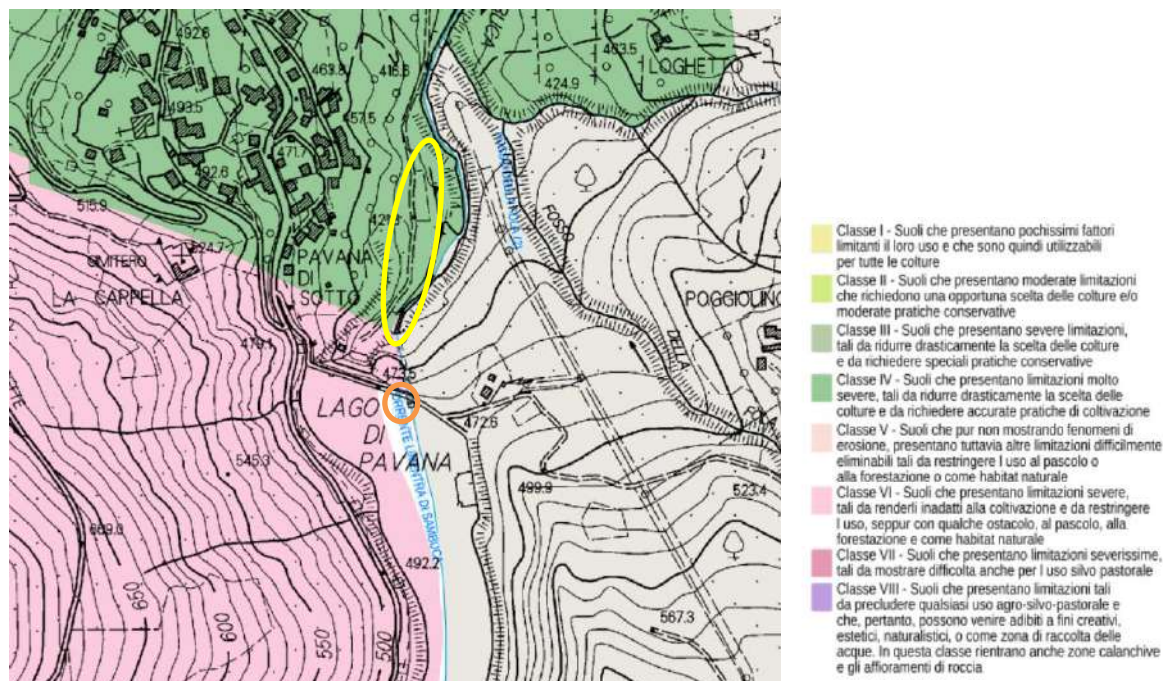 492.6
463.8
418.6
463.5
LOGHETTO
424.9
493.5
457.5
471.7
492.6
515.9
FOSCO
PAVANA
DI
SOTTO
LA CAPPELLA
POGGIOLINO
DELLA
479.1
473.5
LAGO
DI
PAVANA
472.6
TORRENTE LIMENTRA DI SAMBUCA
545.3
499.9
523.4
492.2
567.3
650
600
550
500
Classe I - Suoli che presentano pochissimi fattori
limitanti il loro uso e che sono quindi utilizzabili
per tutte le colture
Classe II - Suoli che presentano moderate limitazioni
che richiedono una opportuna scelta delle colture e/o
moderate pratiche conservative
Classe III - Suoli che presentano severe limitazioni,
tali da ridurre drasticamente la scelta delle colture
e da richiedere speciali pratiche conservative
Classe IV - Suoli che presentano limitazioni molto
severe, tali da ridurre drasticamente la scelta delle
colture e da richiedere accurate pratiche di coltivazione
Classe V - Suoli che pur non mostrando fenomeni di
erosione, presentano tuttavia altre limitazioni difficilmente
eliminabili tali da restringere l uso al pascolo o
alla forestazione o come habitat naturale
Classe VI - Suoli che presentano limitazioni severe,
tali da renderli inadatti alla coltivazione e da restringere
l uso, seppur con qualche ostacolo, al pascolo, alla
forestazione e come habitat naturale
Classe VII - Suoli che presentano limitazioni severissime,
tali da mostrare difficolta anche per l uso silvo pastorale
Classe VIII - Suoli che presentano limitazioni tali
da precludere qualsiasi uso agro-silvo-pastorale e
che, pertanto, possono venire adibiti a fini creativi,
estetici, naturalistici, o come zona di raccolta delle
acque. In questa classe rientrano anche zone calanchive
e gli affioramenti di roccia